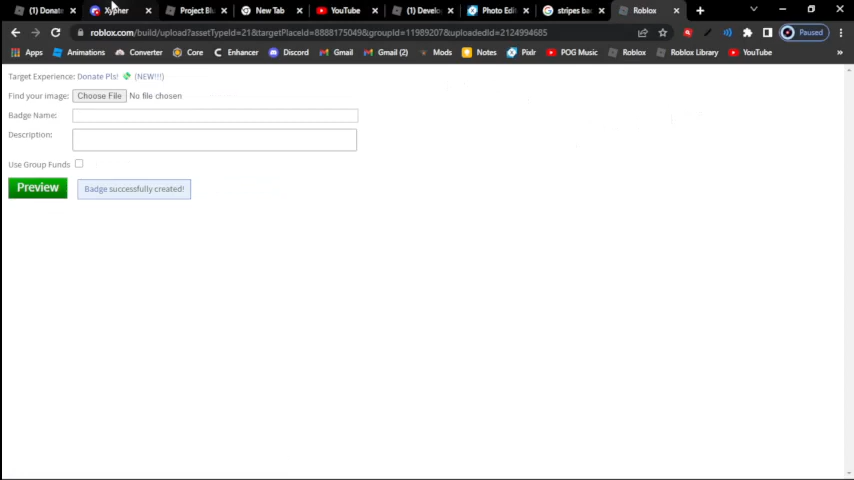 (1) Donat
Xypher
Project Blu
New Tab
YouTube
(1) Develo
Photo Edit
stripes bac
Roblox
roblox.com/build/upload?assetTypeId=21&targetPlaceId=8888175049&groupId=11989207&uploadedId=2124994685
Paused
Apps Animations Converter Core Enhancer Discord Gmail Gmail (2) Mods Pixlr POG Music Notes Roblox Roblox Library YouTube »
Target Experience: Donate Pls! (NEW!!!)
Find your image: Choose File No file chosen
Badge Name:
Description:
Use Group Funds
Preview
Badge successfully created!